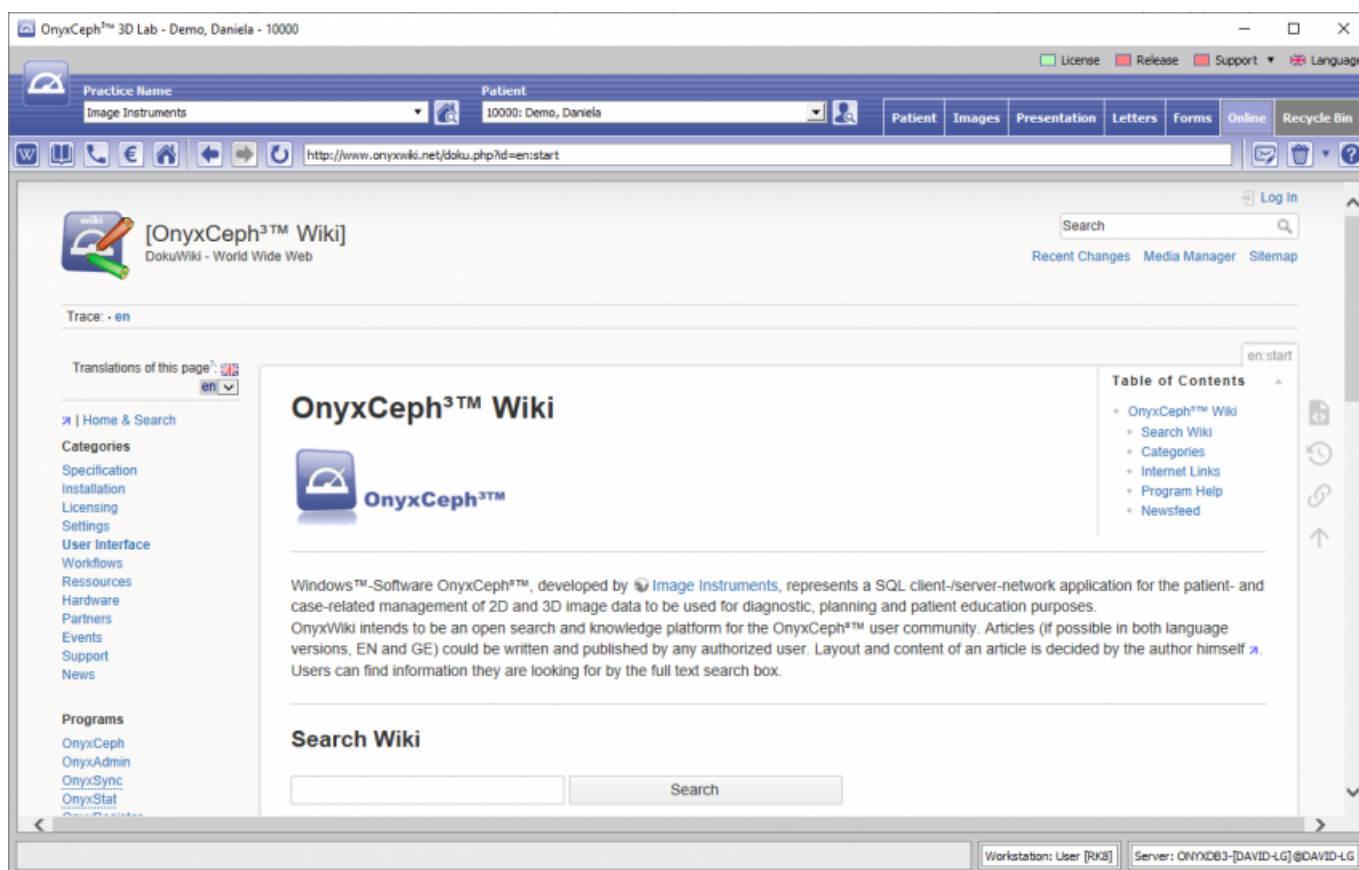 OnyxCeph³™ 3D Lab - Demo, Daniela - 10000
License Release Support Language
Practice Name Patient
Image Instruments 10000: Demo, Daniela
Patient Images Presentation Letters Forms Online Recycle Bin
W € http://www.onyxwiki.net/doku.php?id=en:start ?
Log In
wiki
[OnyxCeph³™ Wiki]
DokuWiki - World Wide Web
Search
Recent Changes Media Manager Sitemap
Trace: • en
en:start
Translations of this page?:
en
| Home & Search
Categories
Specification
Installation
Licensing
Settings
User Interface
Workflows
Ressources
Hardware
Partners
Events
Support
News
Programs
OnyxCeph
OnyxAdmin
OnyxSync
OnyxStat
OnyxCeph³™ Wiki
OnyxCeph³™
Table of Contents
OnyxCeph³™ Wiki
Search Wiki
Categories
Internet Links
Program Help
Newsfeed
Windows™-Software OnyxCeph³™, developed by Image Instruments, represents a SQL client-/server-network application for the patient- and
case-related management of 2D and 3D image data to be used for diagnostic, planning and patient education purposes.
OnyxWiki intends to be an open search and knowledge platform for the OnyxCeph³™ user community. Articles (if possible in both language
versions, EN and GE) could be written and published by any authorized user. Layout and content of an article is decided by the author himself .
Users can find information they are looking for by the full text search box.
Search Wiki
Search
Workstation: User [RK8] Server: ONYXDB3-[DAVID-LG]@DAVID-LG